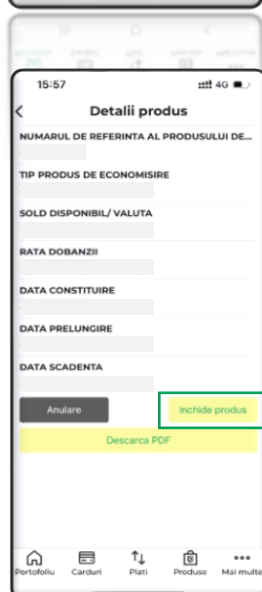 15:57
4G
Detalii produs
NUMARUL DE REFERINTA AL PRODUSULUI DE...
TIP PRODUS DE ECONOMISIRE
SOLD DISPONIBIL/ VALUTA
RATA DOBANZII
DATA CONSTITUIRE
DATA PRELUNGIRE
DATA SCADENTA
Anulare
Inchide produs
Descarca PDF
Portofoliu Carduri Plati Produse Mai multe